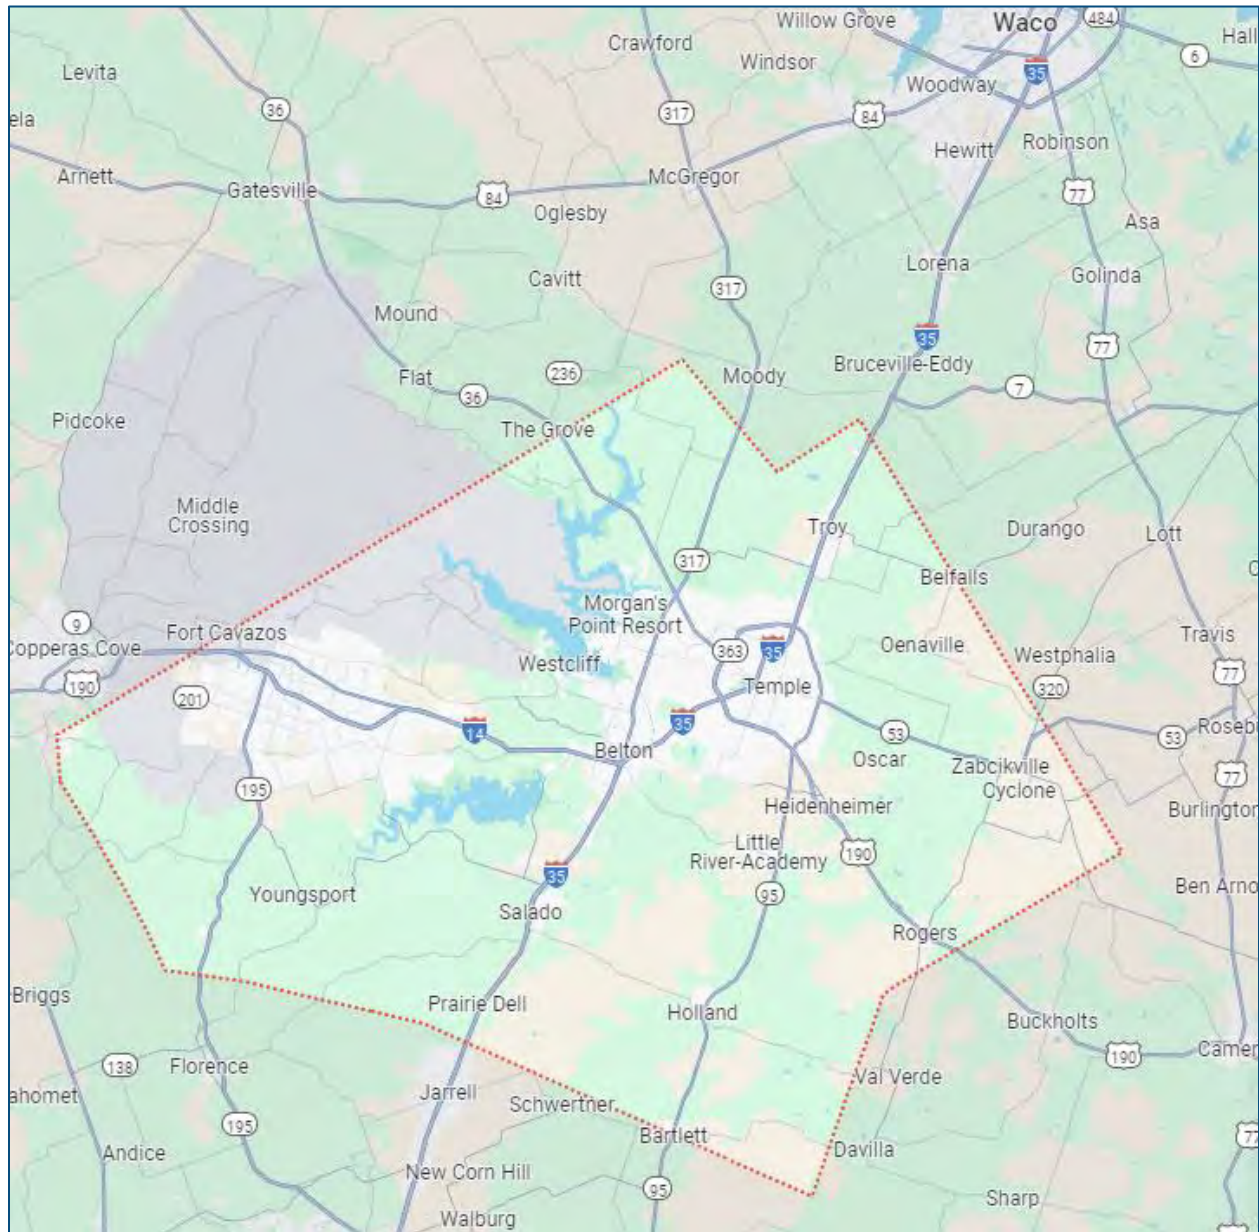 Willow Grove
Waco
484
Crawford
Hall
Windsor
6
Levita
35
Woodway
36
317
84
ela
Robinson
Hewitt
Arnett
Gatesville
McGregor
84
77
Oglesby
Asa
Lorena
Cavitt
Golinda
317
Mound
35
77
Bruceville-Eddy
Flat
236
Moody
7
36
Pidcoke
The Grove
Middle
Crossing
Troy
Durango
Lott
317
Belfalls
Morgan's
Point Resort
9
Fort Cavazos
Travis
Copperas Cove
363
35
Oenaville
Westcliff
Westphalia
190
77
201
Temple
320
35
14
Belton
53
53
Oscar
Zabcikville
Cyclone
77
195
Heidenheimer
Burlington
Little
River-Academy
190
35
Youngsport
95
Ben Arno
Salado
Rogers
Briggs
Prairie Dell
Holland
Buckholts
190
Camer
138
Florence
Val Verde
Jarrell
ahomet
Schwertner
195
Bartlett
77
Andice
Davilla
New Corn Hill
95
Sharp
Walburg